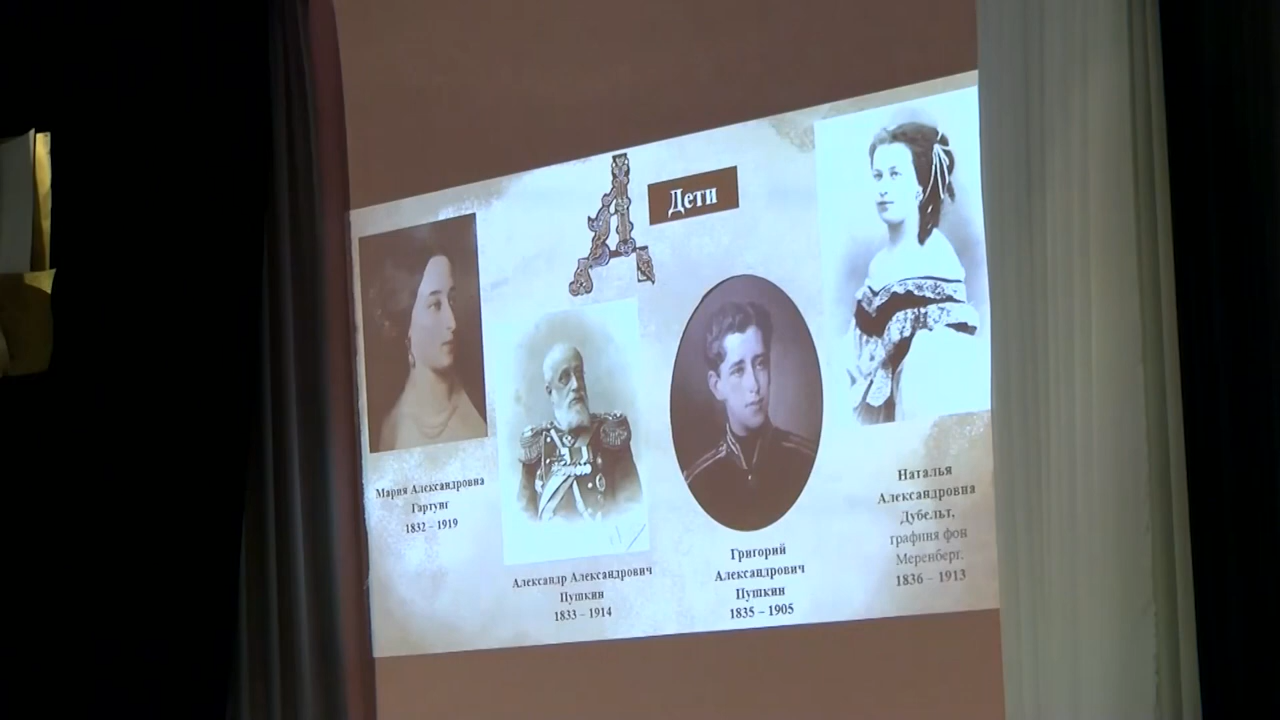 Д
Дети
Мария Александровна
Гартунг
1832 – 1919
Александр Александрович
Пушкин
1833 – 1914
Григорий
Александрович
Пушкин
1835 – 1905
Наталья
Александровна
Дубельт,
графиня фон
Меренберг.
1836 – 1913